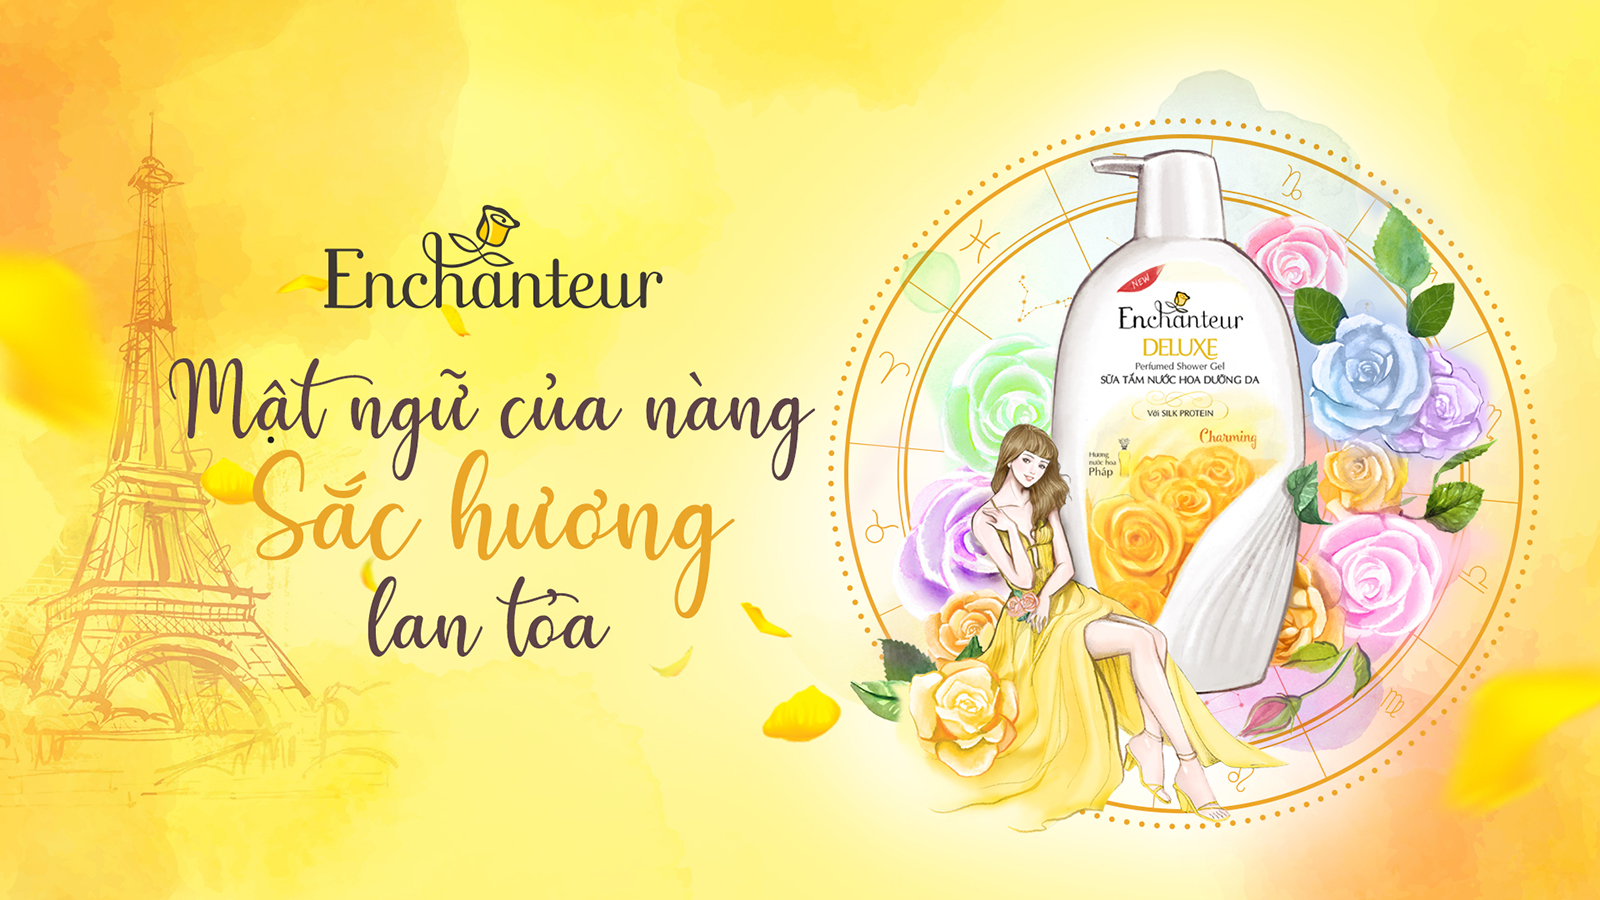 Enchanteur
Mật ngữ của nàng
Sắc hương
lan tỏa
NEW
Enchanteur
DELUXE
Perfumed Shower Gel
SỮA TẮM NƯỚC HOA DƯỠNG DA
Với SILK PROTEIN
Charming
Hương
nước hoa
Pháp